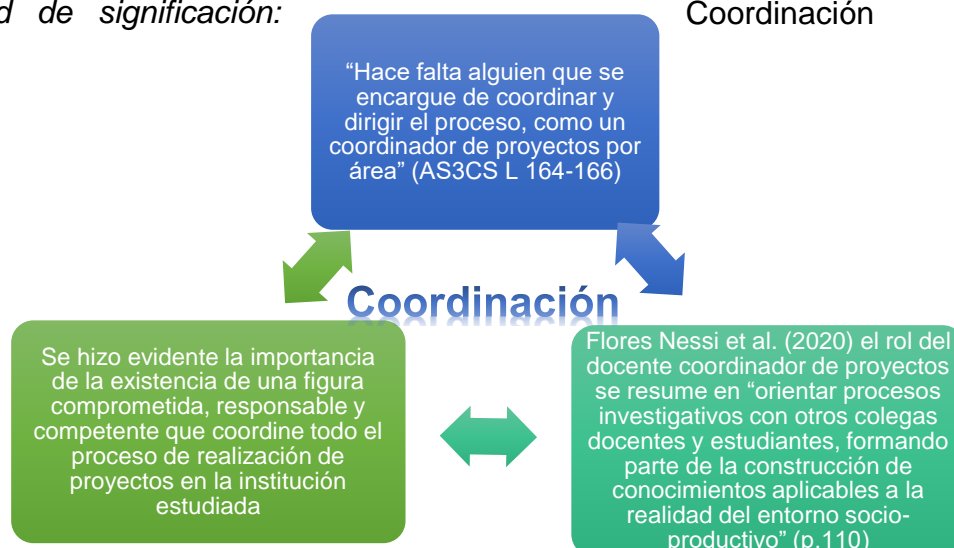 d de significación:
Coordinación
“Hace falta alguien que se
encargue de coordinar y
dirigir el proceso, como un
coordinador de proyectos por
área” (AS3CS L 164-166)
Coordinación
Se hizo evidente la importancia
de la existencia de una figura
comprometida, responsable y
competente que coordine todo el
proceso de realización de
proyectos en la institución
estudiada
Flores Nessi et al. (2020) el rol del
docente coordinador de proyectos
se resume en “orientar procesos
investigativos con otros colegas
docentes y estudiantes, formando
parte de la construcción de
conocimientos aplicables a la
realidad del entorno socio-
productivo” (p.110)